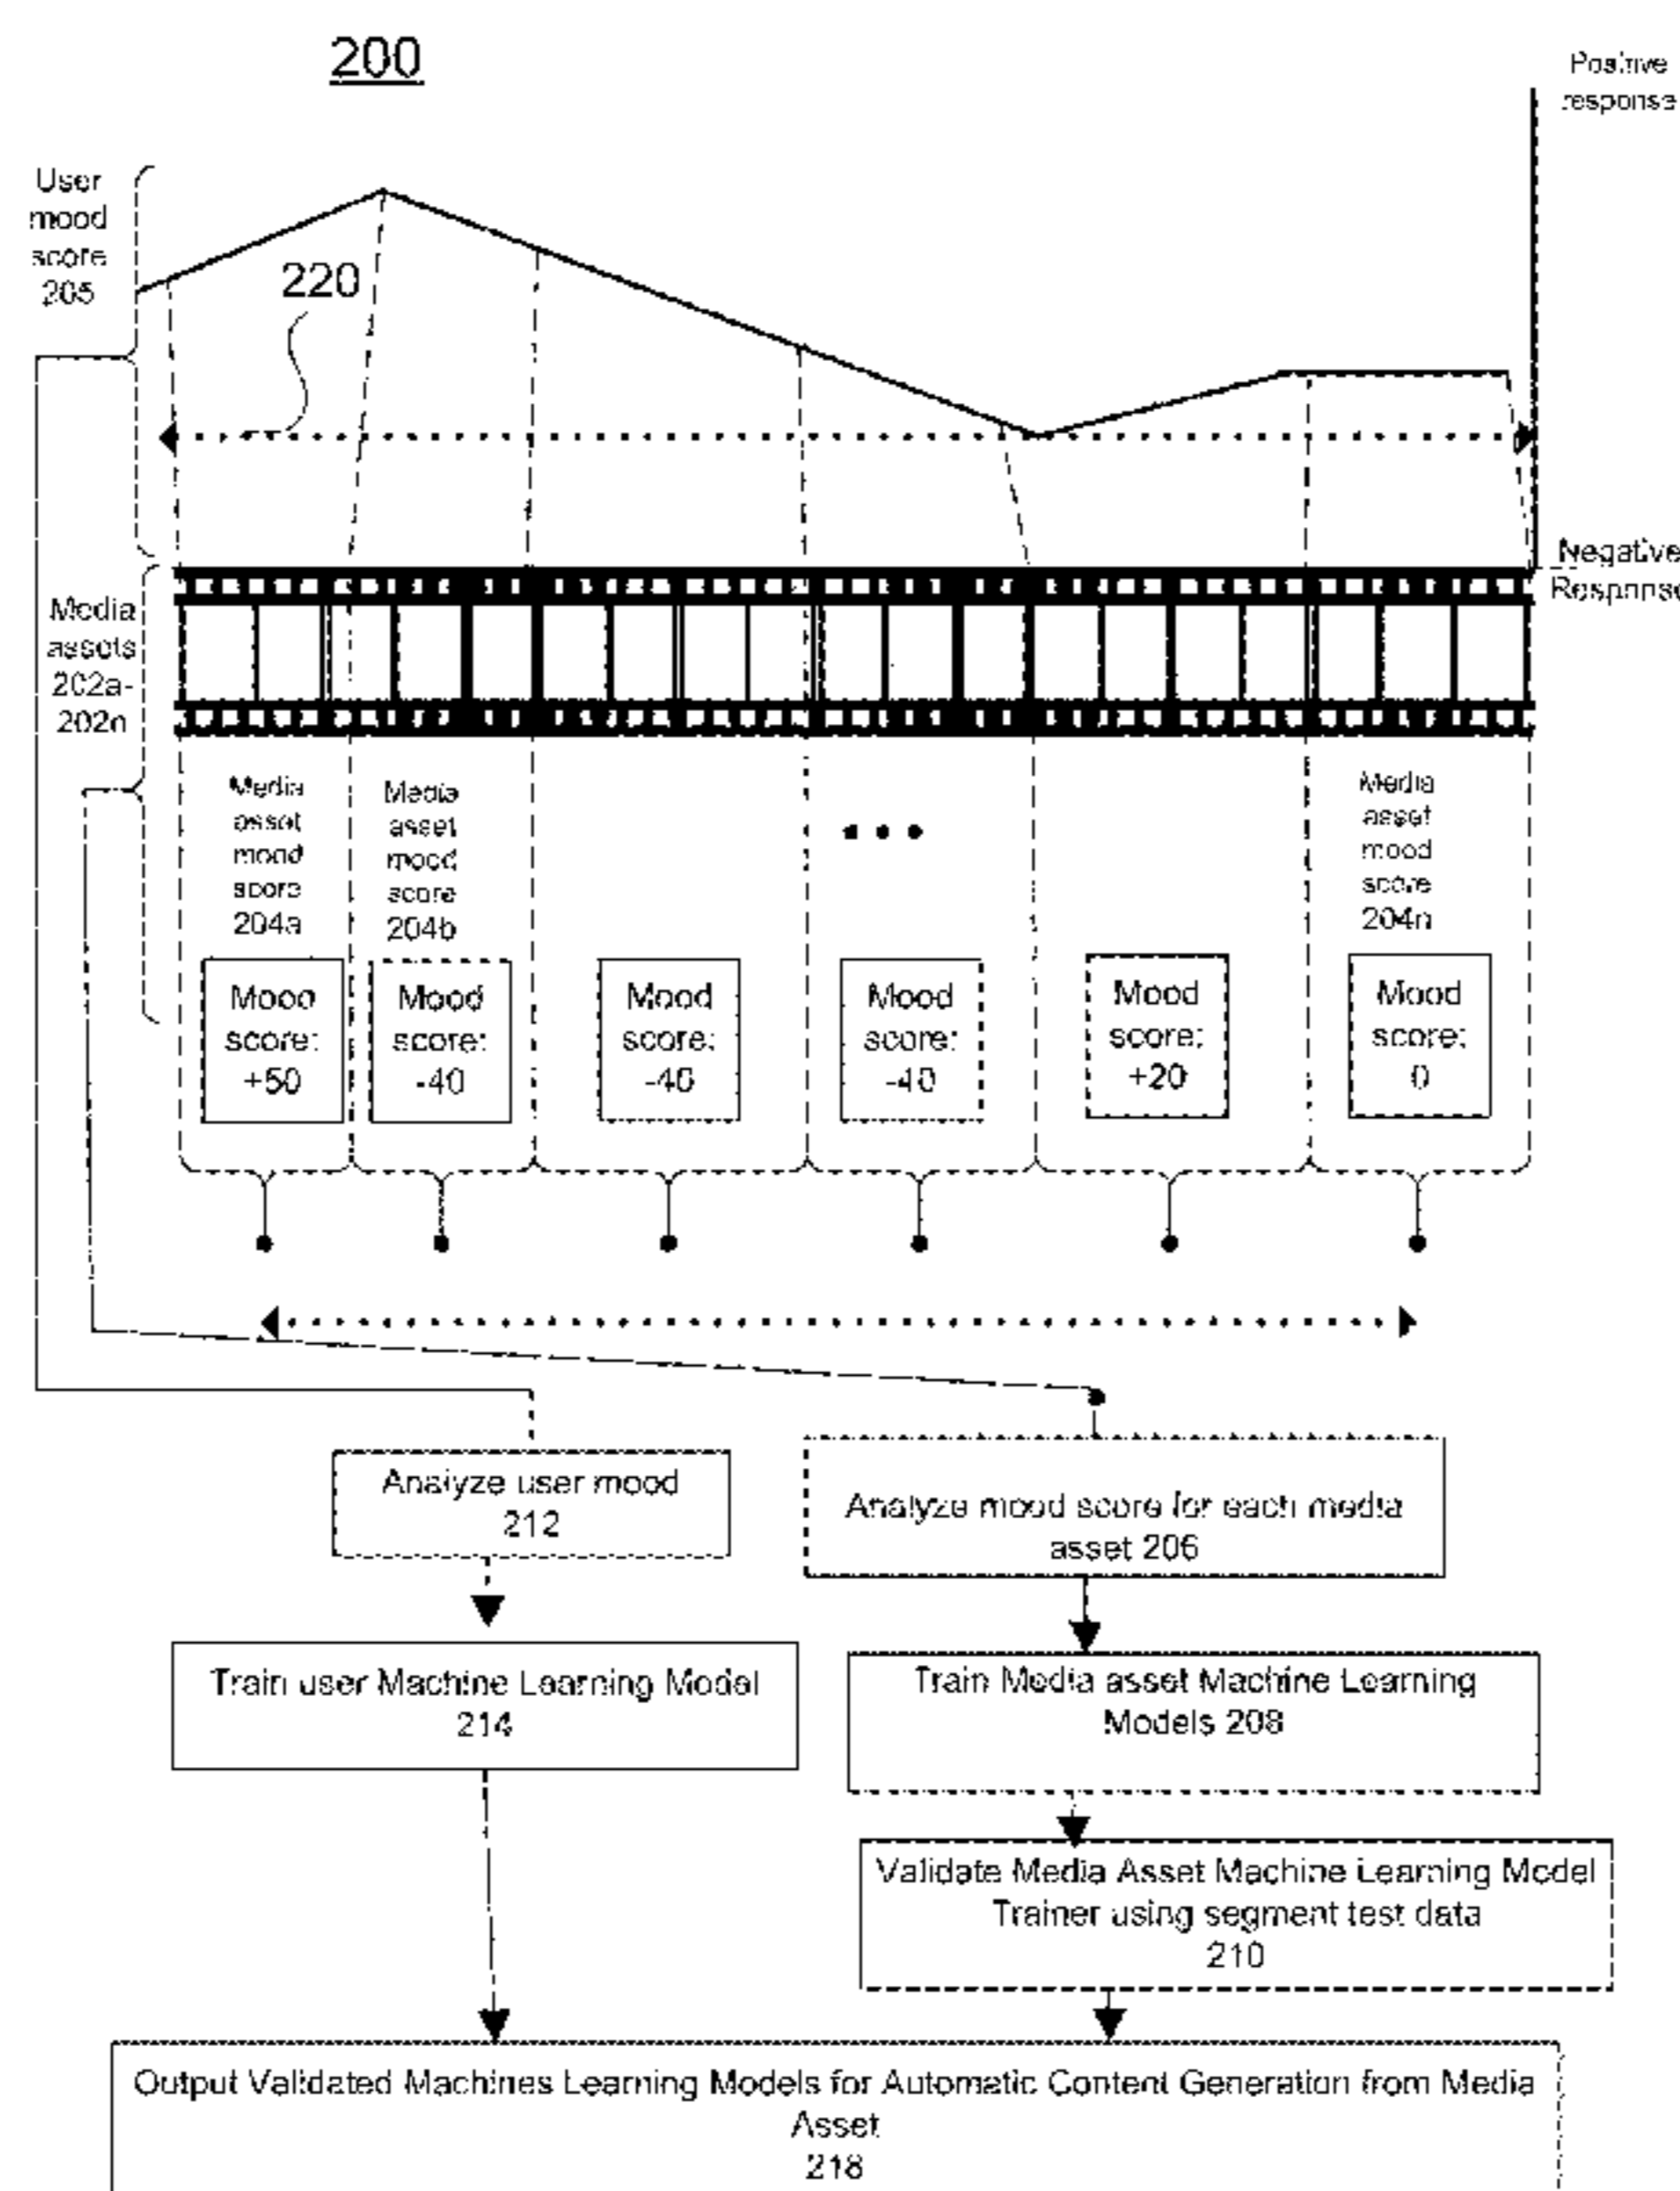 200
Positive
response
User
mood
score
205
220
Negative
Response
Media
assets
202a-
202n
Media
asset
mood
score
204a
Media
asset
mood
score
204b
...
Media
asset
mood
score
204n
Mood
score:
+50
Mood
score:
-40
Mood
score:
-40
Mood
score:
-40
Mood
score:
+20
Mood
score:
0
Analyze user mood
212
Analyze mood score for each media
asset 206
Train user Machine Learning Model
214
Train Media asset Machine Learning
Models 208
Validate Media Asset Machine Learning Model
Trainer using segment test data
210
Output Validated Machines Learning Models for Automatic Content Generation from Media
Asset
218